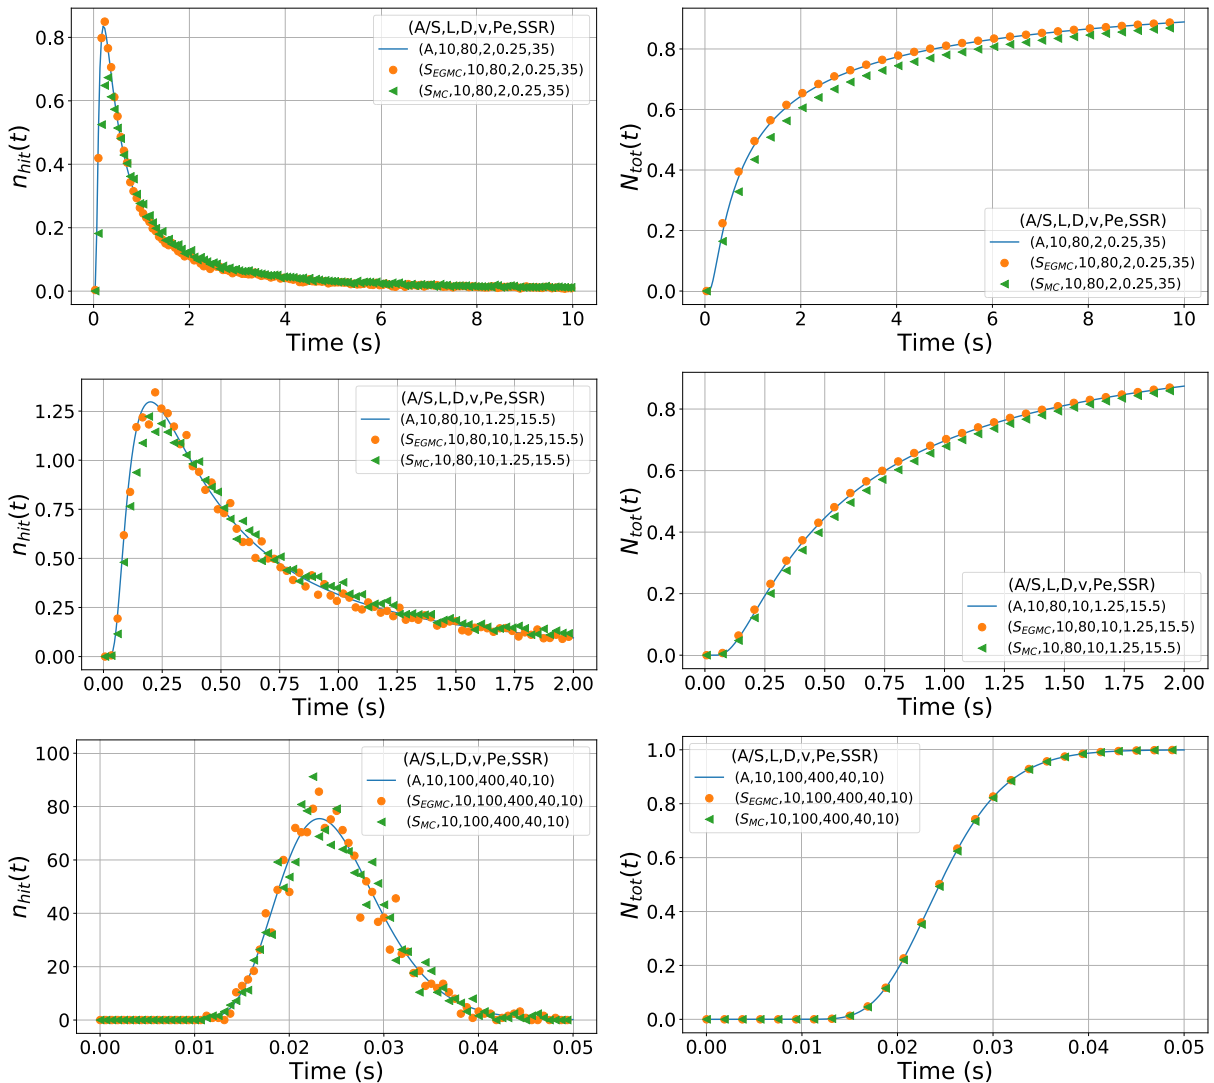 (A/S,L,D,v,Pe,SSR)
(A,10,80,2,0.25,35)
(S_EGMC,10,80,2,0.25,35)
(S_MC,10,80,2,0.25,35)
n_hit(t)
0.8
0.6
0.4
0.2
0.0
0 2 4 6 8 10
Time (s)
N_tot(t)
0.8
0.6
0.4
0.2
0.0
(A/S,L,D,v,Pe,SSR)
(A,10,80,2,0.25,35)
(S_EGMC,10,80,2,0.25,35)
(S_MC,10,80,2,0.25,35)
0 2 4 6 8 10
Time (s)
(A/S,L,D,v,Pe,SSR)
(A,10,80,10,1.25,15.5)
(S_EGMC,10,80,10,1.25,15.5)
(S_MC,10,80,10,1.25,15.5)
n_hit(t)
1.25
1.00
0.75
0.50
0.25
0.00
0.00 0.25 0.50 0.75 1.00 1.25 1.50 1.75 2.00
Time (s)
N_tot(t)
0.8
0.6
0.4
0.2
0.0
(A/S,L,D,v,Pe,SSR)
(A,10,80,10,1.25,15.5)
(S_EGMC,10,80,10,1.25,15.5)
(S_MC,10,80,10,1.25,15.5)
0.00 0.25 0.50 0.75 1.00 1.25 1.50 1.75 2.00
Time (s)
(A/S,L,D,v,Pe,SSR)
(A,10,100,400,40,10)
(S_EGMC,10,100,400,40,10)
(S_MC,10,100,400,40,10)
n_hit(t)
100
80
60
40
20
0
0.00 0.01 0.02 0.03 0.04 0.05
Time (s)
(A/S,L,D,v,Pe,SSR)
(A,10,100,400,40,10)
(S_EGMC,10,100,400,40,10)
(S_MC,10,100,400,40,10)
N_tot(t)
1.0
0.8
0.6
0.4
0.2
0.0
0.00 0.01 0.02 0.03 0.04 0.05
Time (s)